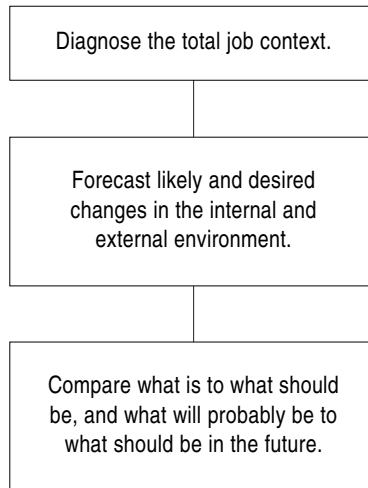 Diagnose the total job context.
Forecast likely and desired
changes in the internal and
external environment.
Compare what is to what should
be, and what will probably be to
what should be in the future.